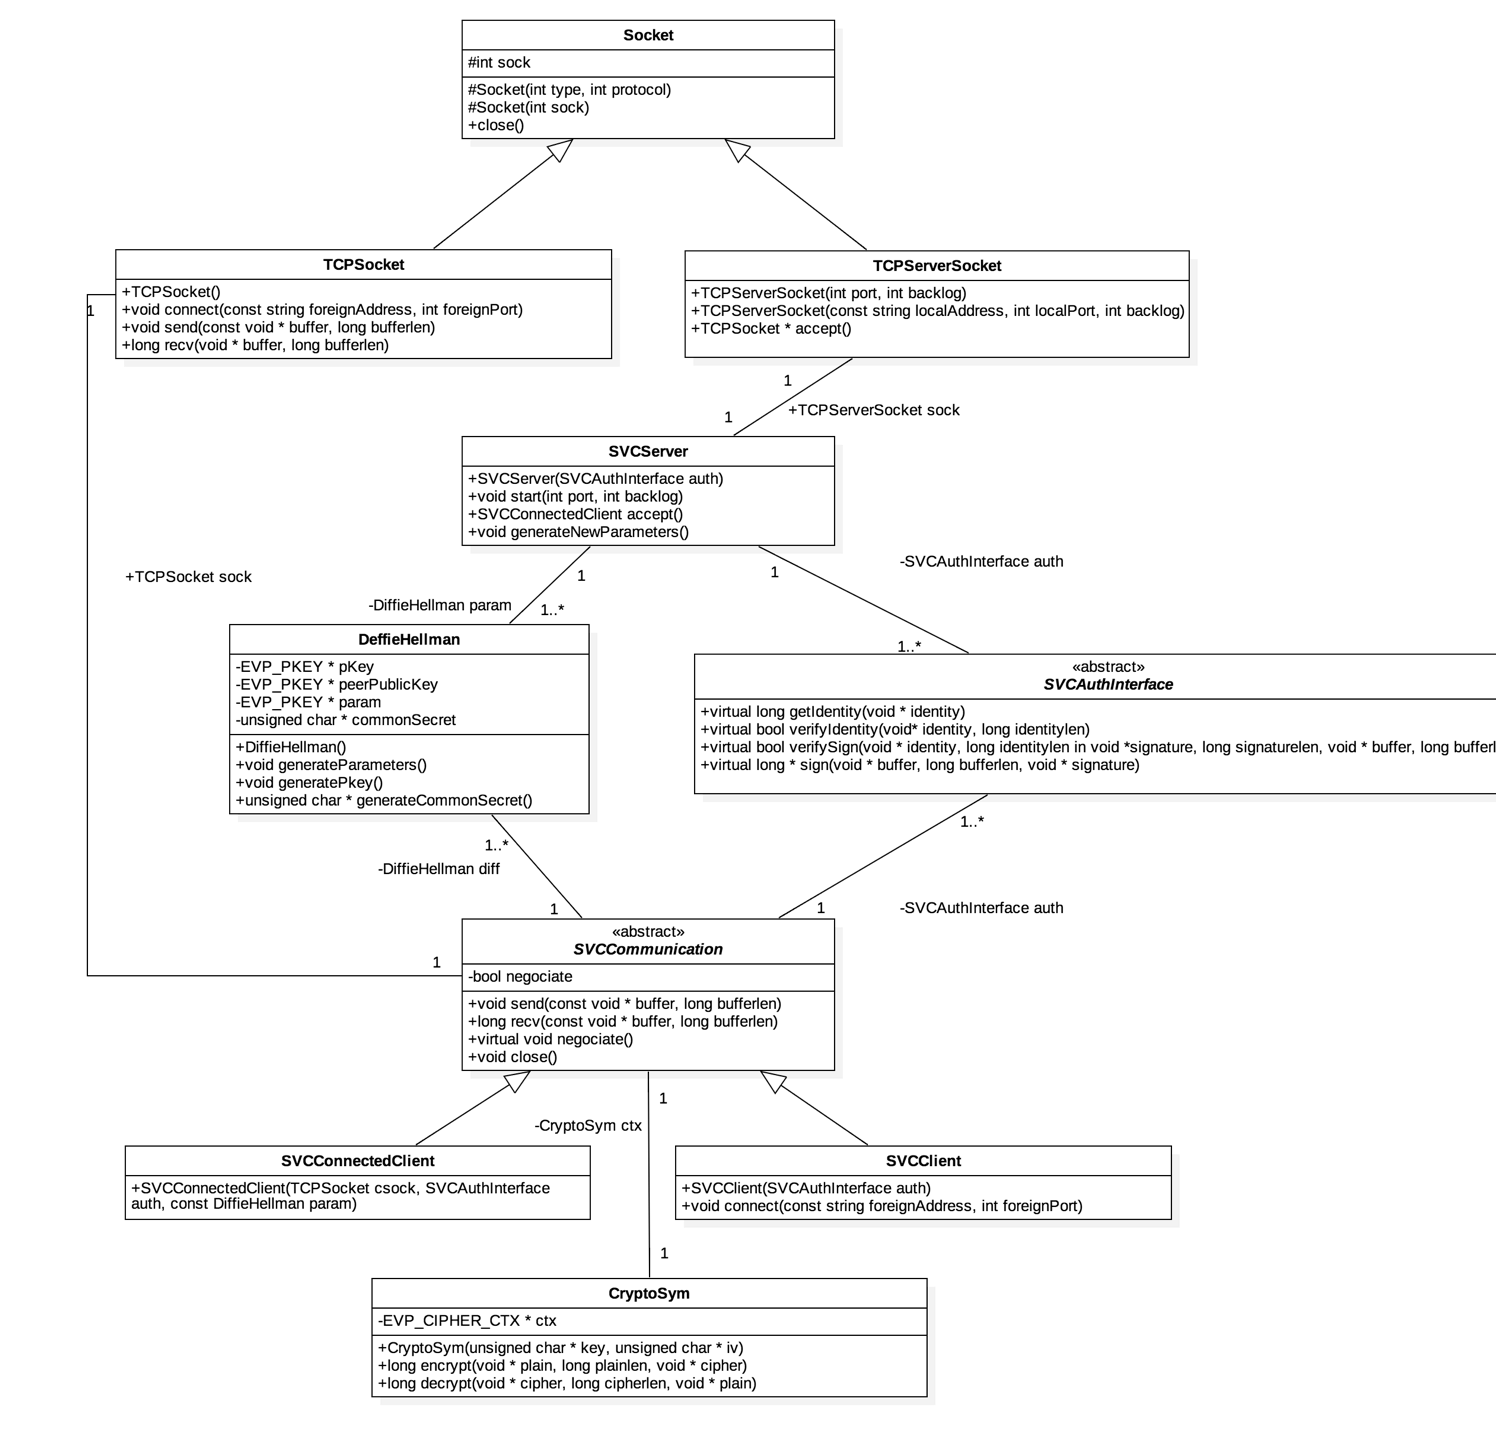 Socket
#int sock
#Socket(int type, int protocol)
#Socket(int sock)
+close()
TCPSocket
+TCPSocket()
+void connect(const string foreignAddress, int foreignPort)
+void send(const void * buffer, long bufferlen)
+long recv(void * buffer, long bufferlen)
1
TCPServerSocket
+TCPServerSocket(int port, int backlog)
+TCPServerSocket(const string localAddress, int localPort, int backlog)
+TCPSocket * accept()
1
+TCPServerSocket sock
1
SVCServer
+SVCServer(SVCAuthInterface auth)
+void start(int port, int backlog)
+SVCConnectedClient accept()
+void generateNewParameters()
+TCPSocket sock
1
-DiffieHellman param
1..*
1
-SVCAuthInterface auth
1..*
DeffieHellman
-EVP_PKEY * pKey
-EVP_PKEY * peerPublicKey
-EVP_PKEY * param
-unsigned char * commonSecret
+DiffieHellman()
+void generateParameters()
+void generatePkey()
+unsigned char * generateCommonSecret()
«abstract»
SVCAuthInterface
+virtual long getIdentity(void * identity)
+virtual bool verifyIdentity(void* identity, long identitylen)
+virtual bool verifySign(void * identity, long identitylen in void *signature, long signaturelen, void * buffer, long bufferl
+virtual long * sign(void * buffer, long bufferlen, void * signature)
1..*
-DiffieHellman diff
1
1..*
1
-SVCAuthInterface auth
1
«abstract»
SVCCommunication
-bool negociate
+void send(const void * buffer, long bufferlen)
+long recv(const void * buffer, long bufferlen)
+virtual void negociate()
+void close()
1
-CryptoSym ctx
SVCConnectedClient
+SVCConnectedClient(TCPSocket csock, SVCAuthInterface
auth, const DiffieHellman param)
SVCClient
+SVCClient(SVCAuthInterface auth)
+void connect(const string foreignAddress, int foreignPort)
1
CryptoSym
-EVP_CIPHER_CTX * ctx
+CryptoSym(unsigned char * key, unsigned char * iv)
+long encrypt(void * plain, long plainlen, void * cipher)
+long decrypt(void * cipher, long cipherlen, void * plain)